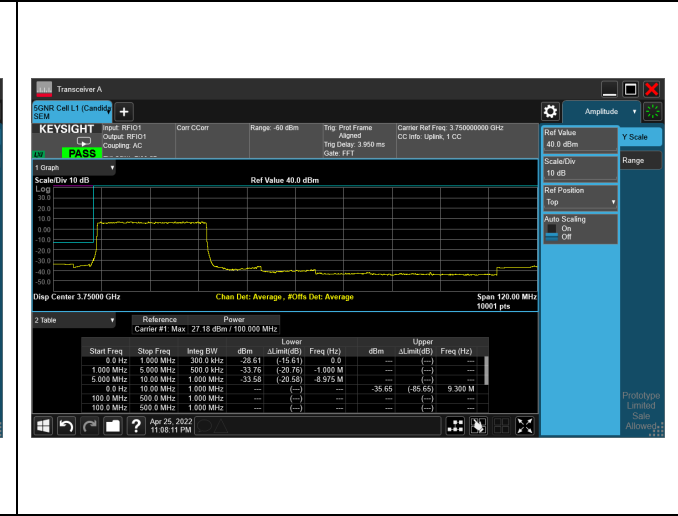 Transceiver A
5GNR Cell L1 (Candida
SEM
+
Amplitude
KEYSIGHT
Input: RFIO1
Output: RFIO1
Coupling: AC
Corr CCorr
Range: -60 dBm
Trig: Prot Frame
Aligned
Trig Delay: 3.950 ms
Gate: FFT
Carrier Ref Freq: 3.750000000 GHz
CC Info: Uplink, 1 CC
PASS
Ref Value
40.0 dBm
Y Scale
Scale/Div
10 dB
Range
Ref Position
Top
Auto Scaling
On
Off
1 Graph
Scale/Div 10 dB
Ref Value 40.0 dBm
Log
30.0
20.0
10.0
0.00
-10.0
-20.0
-30.0
-40.0
-50.0
Disp Center 3.75000 GHz
Chan Det: Average , #Offs Det: Average
Span 120.00 MHz
10001 pts
2 Table
Reference Power
Carrier #1: Max 27.18 dBm / 100.000 MHz
Lower Upper
Start Freq Stop Freq Integ BW dBm ΔLimit(dB) Freq (Hz) dBm ΔLimit(dB) Freq (Hz)
0.0 Hz 1.000 MHz 300.0 kHz -28.61 (-15.61) 0.0 --- (---) ---
1.000 MHz 5.000 MHz 500.0 kHz -33.76 (-20.76) -1.000 M --- (---) ---
5.000 MHz 10.00 MHz 1.000 MHz -33.58 (-20.58) -8.975 M --- (---) ---
0.0 Hz 10.00 MHz 1.000 MHz --- (---) --- -35.65 (-85.65) 9.300 M
100.0 MHz 500.0 MHz 1.000 MHz --- (---) --- --- (---) ---
100.0 MHz 500.0 MHz 1.000 MHz --- (---) --- --- (---) ---
Prototype
Limited
Sale
Allowed
?
Apr 25, 2022
11:08:11 PM